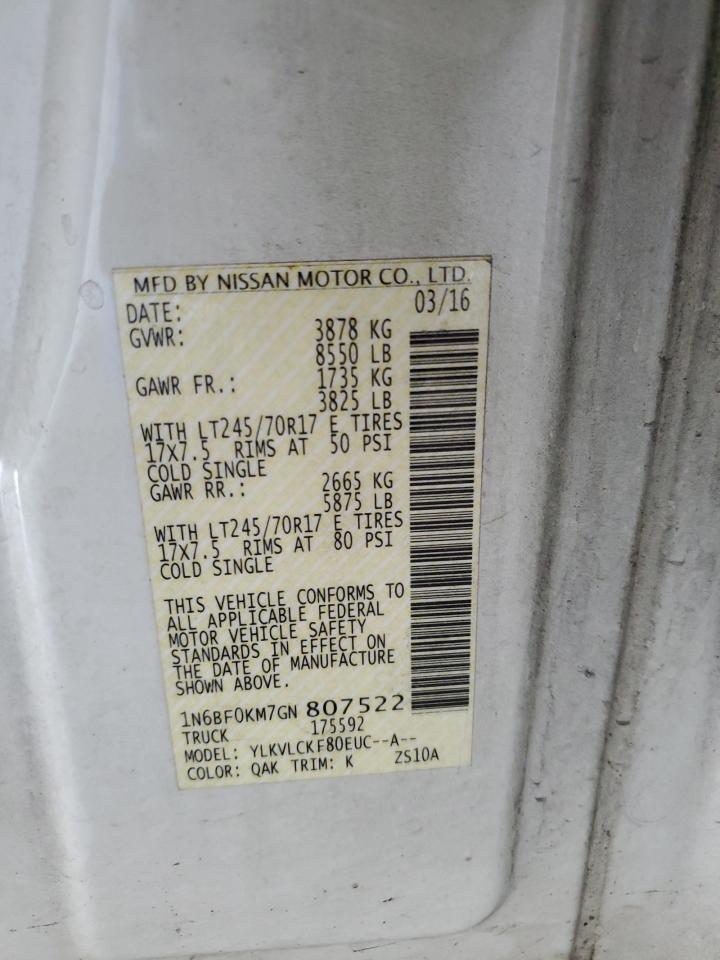 MFD BY NISSAN MOTOR CO., LTD.
DATE: 03/16
GVWR: 3878 KG
8550 LB
GAWR FR.: 1735 KG
3825 LB
WITH LT245/70R17 E TIRES
17X7.5 RIMS AT 50 PSI
COLD SINGLE
GAWR RR.: 2665 KG
5875 LB
WITH LT245/70R17 E TIRES
17X7.5 RIMS AT 80 PSI
COLD SINGLE
THIS VEHICLE CONFORMS TO
ALL APPLICABLE FEDERAL
MOTOR VEHICLE SAFETY
STANDARDS IN EFFECT ON
THE DATE OF MANUFACTURE
SHOWN ABOVE.
1N6BF0KM7GN 807522
TRUCK 175592
MODEL: YLKVLCKF80EUC--A--
COLOR: QAK TRIM: K ZS10A